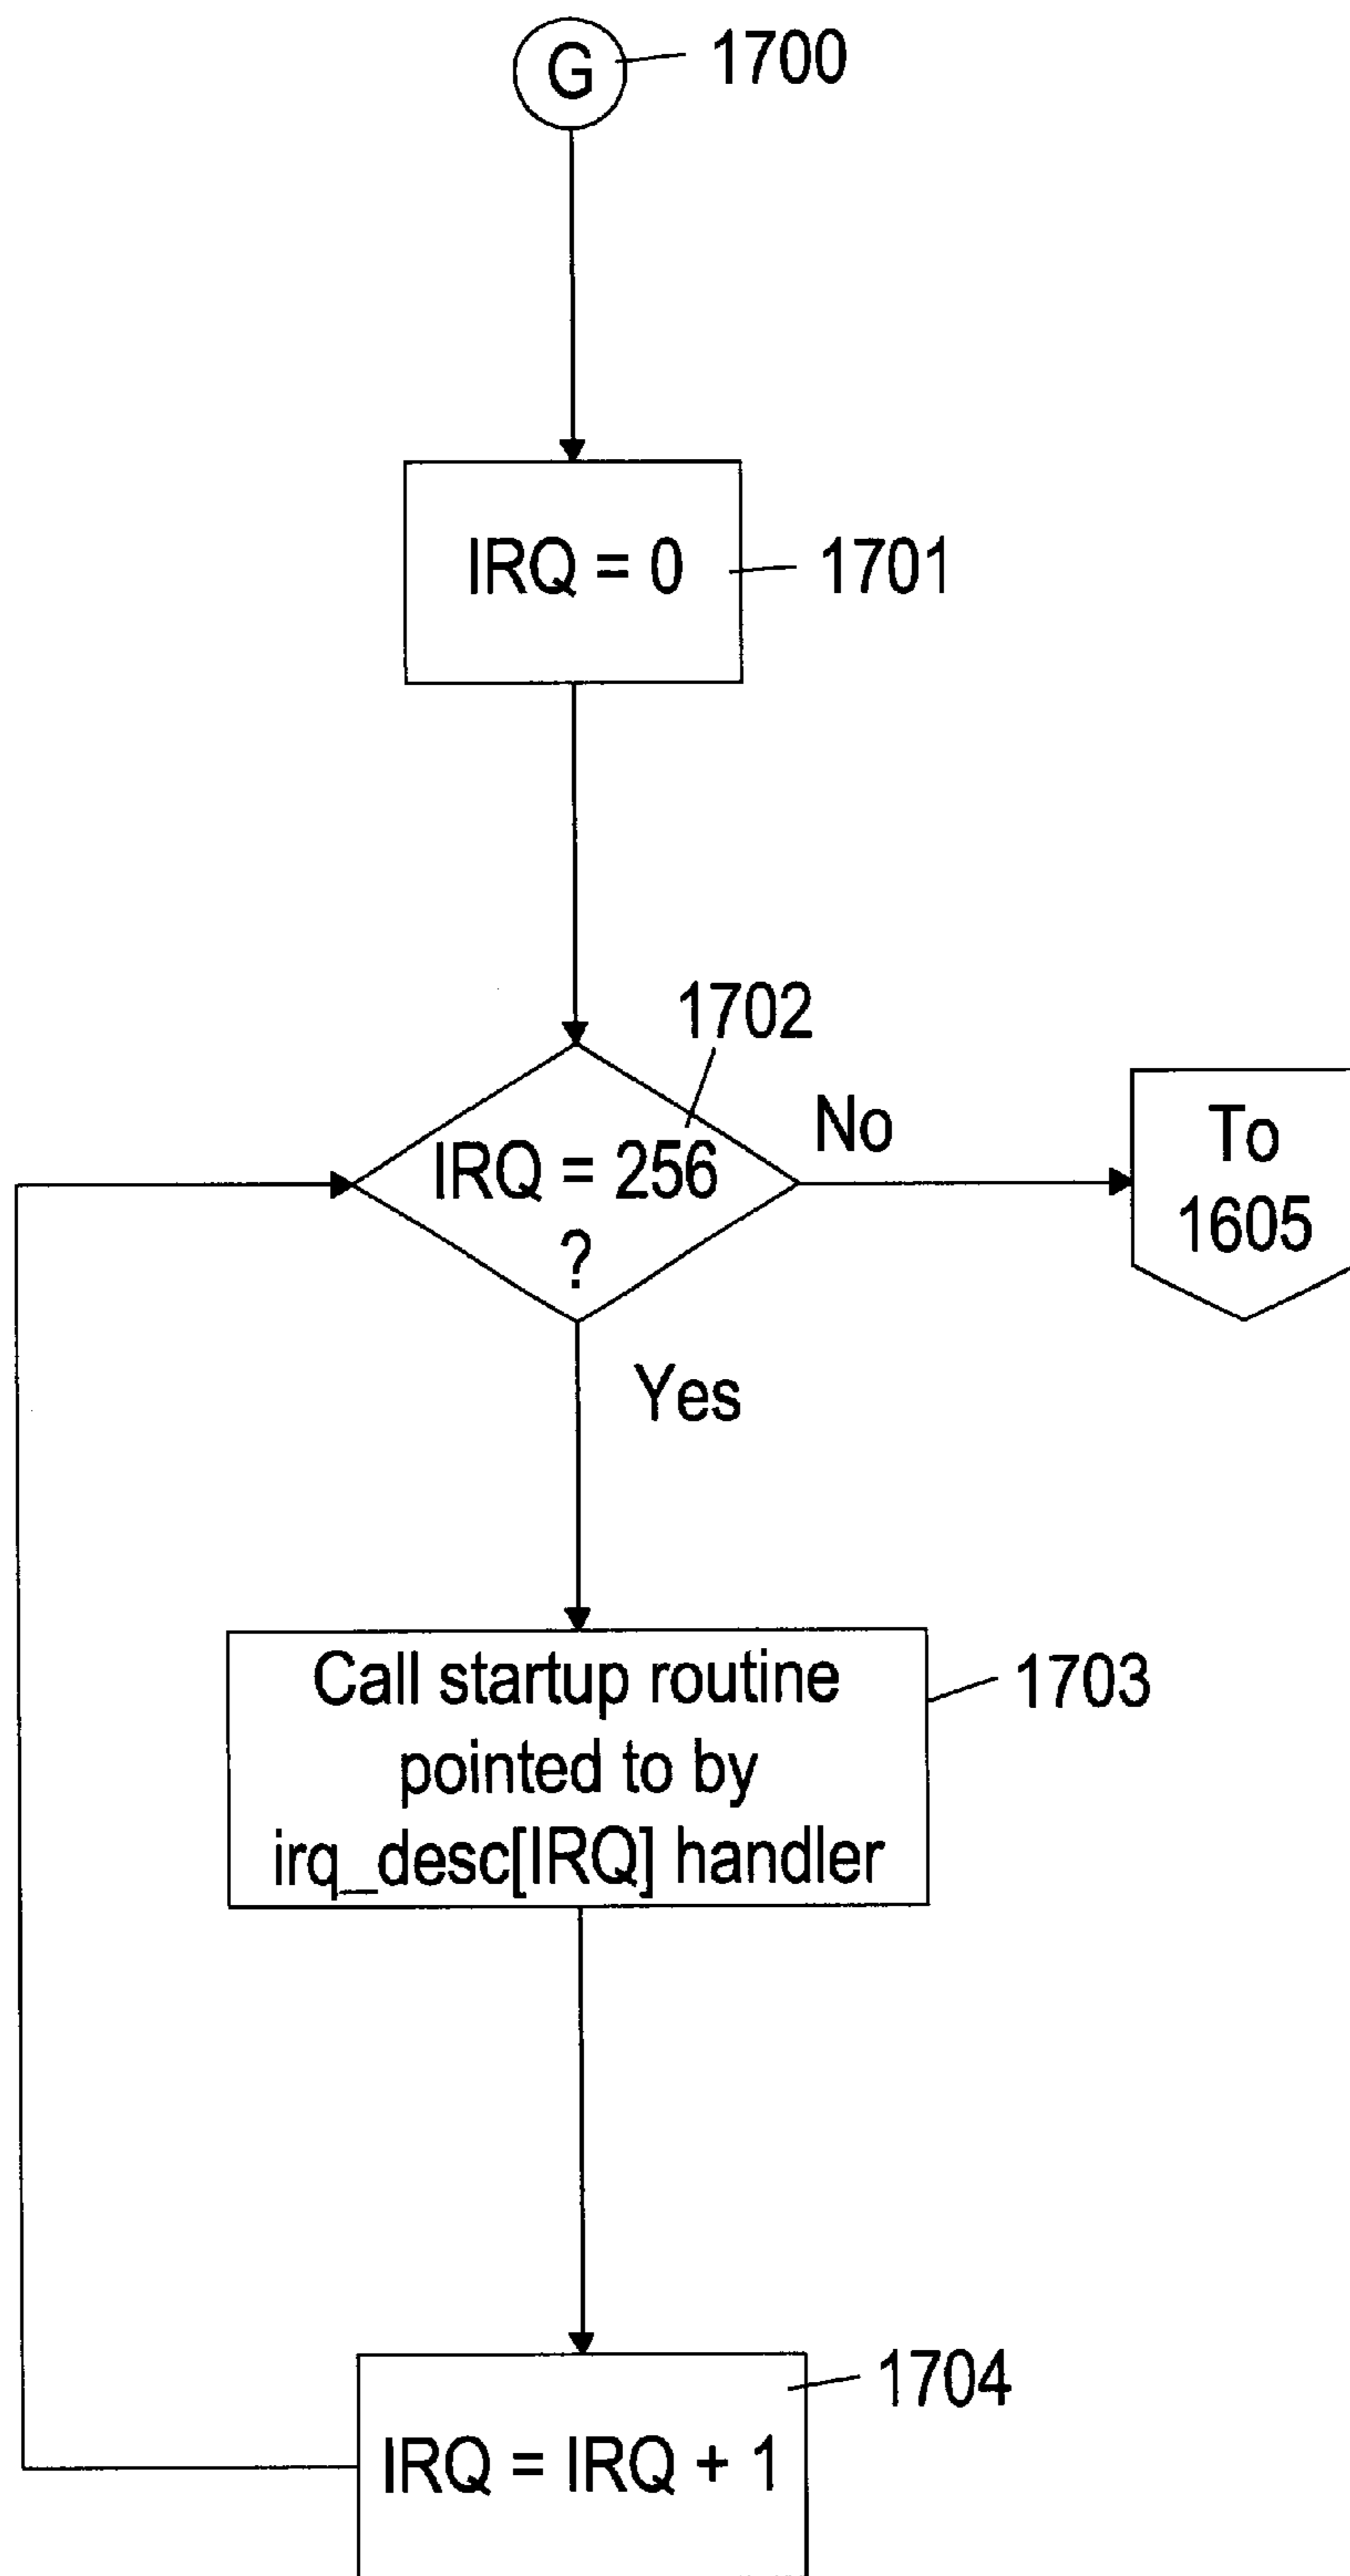 G
1700
IRQ = 0
1701
1702
IRQ = 256
?
No
To
1605
Yes
Call startup routine
pointed to by
irq_desc[IRQ] handler
1703
1704
IRQ = IRQ + 1